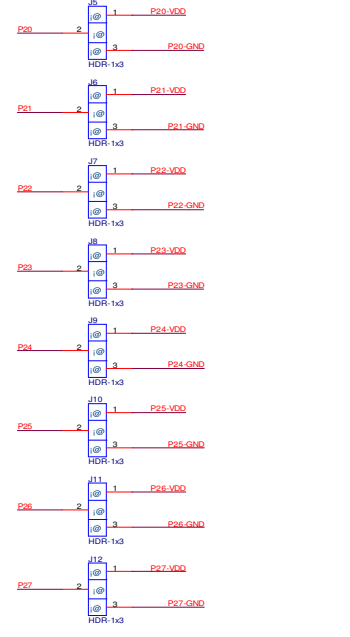 J5
¡@ 1 P20-VDD
P20 2 ¡@
¡@ 3 P20-GND
HDR-1x3
J6
¡@ 1 P21-VDD
P21 2 ¡@
¡@ 3 P21-GND
HDR-1x3
J7
¡@ 1 P22-VDD
P22 2 ¡@
¡@ 3 P22-GND
HDR-1x3
J8
¡@ 1 P23-VDD
P23 2 ¡@
¡@ 3 P23-GND
HDR-1x3
J9
¡@ 1 P24-VDD
P24 2 ¡@
¡@ 3 P24-GND
HDR-1x3
J10
¡@ 1 P25-VDD
P25 2 ¡@
¡@ 3 P25-GND
HDR-1x3
J11
¡@ 1 P26-VDD
P26 2 ¡@
¡@ 3 P26-GND
HDR-1x3
J12
¡@ 1 P27-VDD
P27 2 ¡@
¡@ 3 P27-GND
HDR-1x3